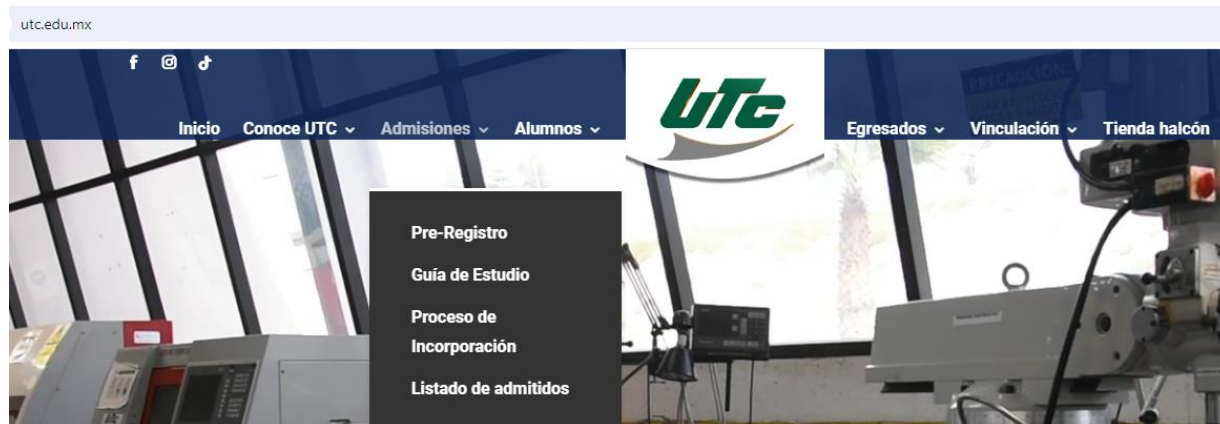 utc.edu.mx
UTC
Inicio Conoce UTC Admisiones Alumnos Egresados Vinculación Tienda halcón
PRECAUCIÓN
Pre-Registro
Guía de Estudio
Proceso de
Incorporación
Listado de admitidos